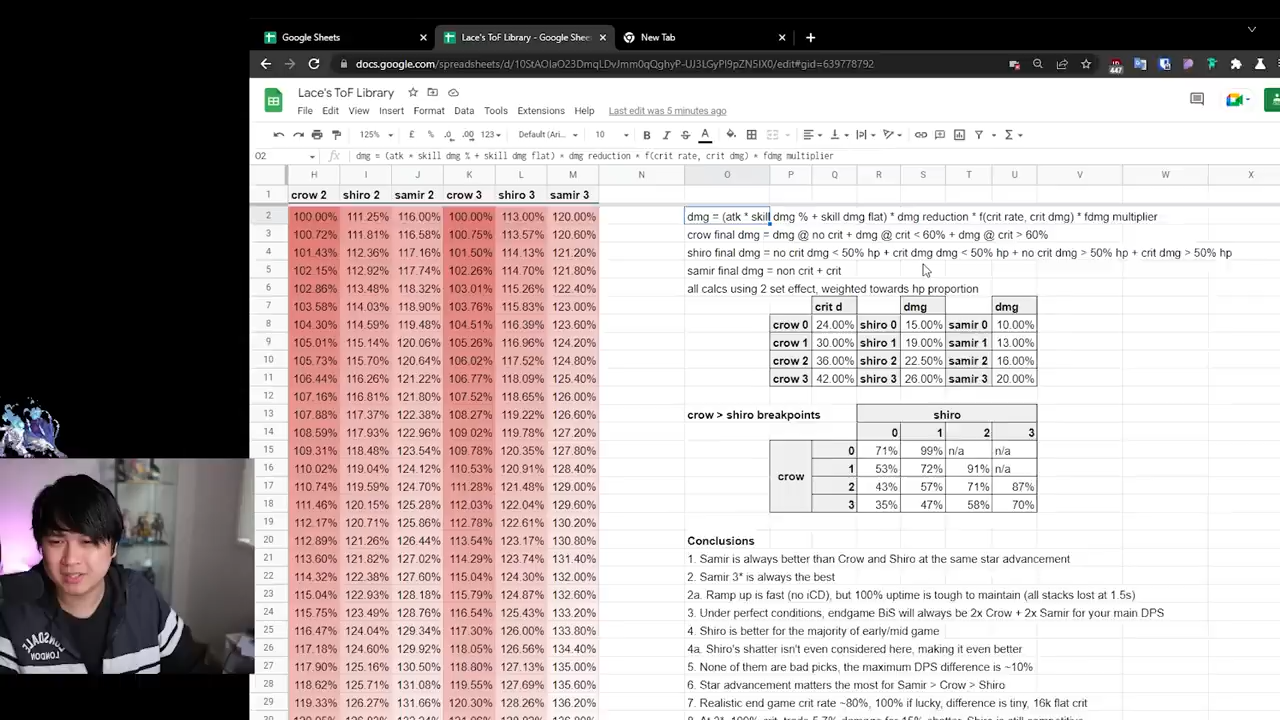 Google Sheets
Lace's ToF Library - Google Shee
New Tab
docs.google.com/spreadsheets/d/10StAOIaO23DmqLDvJmm0qQghyP-UJ3LGyPI9pZN5IX0/edit#gid=639778792
447
Lace's ToF Library
File Edit View Insert Format Data Tools Extensions Help Last edit was 5 minutes ago
125% £ % .0 .00 123 Default (Ari... 10 B I S A
O2 fx dmg = (atk * skill dmg % + skill dmg flat) * dmg reduction * f(crit rate, crit dmg) * fdmg multiplier
H I J K L M N O P Q R S T U V W X
1 crow 2 shiro 2 samir 2 crow 3 shiro 3 samir 3
2 100.00% 111.25% 116.00% 100.00% 113.00% 120.00% dmg = (atk * skill dmg % + skill dmg flat) * dmg reduction * f(crit rate, crit dmg) * fdmg multiplier
3 100.72% 111.81% 116.58% 100.75% 113.57% 120.60% crow final dmg = dmg @ no crit + dmg @ crit < 60% + dmg @ crit > 60%
4 101.43% 112.36% 117.16% 101.50% 114.13% 121.20% shiro final dmg = no crit dmg < 50% hp + crit dmg dmg < 50% hp + no crit dmg > 50% hp + crit dmg > 50% hp
5 102.15% 112.92% 117.74% 102.26% 114.70% 121.80% samir final dmg = non crit + crit
6 102.86% 113.48% 118.32% 103.01% 115.26% 122.40% all calcs using 2 set effect, weighted towards hp proportion
7 103.58% 114.03% 118.90% 103.76% 115.83% 123.00% crit d dmg dmg
8 104.30% 114.59% 119.48% 104.51% 116.39% 123.60% crow 0 24.00% shiro 0 15.00% samir 0 10.00%
9 105.01% 115.14% 120.06% 105.26% 116.96% 124.20% crow 1 30.00% shiro 1 19.00% samir 1 13.00%
10 105.73% 115.70% 120.64% 106.02% 117.52% 124.80% crow 2 36.00% shiro 2 22.50% samir 2 16.00%
11 106.44% 116.26% 121.22% 106.77% 118.09% 125.40% crow 3 42.00% shiro 3 26.00% samir 3 20.00%
12 107.16% 116.81% 121.80% 107.52% 118.65% 126.00%
13 107.88% 117.37% 122.38% 108.27% 119.22% 126.60% crow > shiro breakpoints shiro
14 108.59% 117.93% 122.96% 109.02% 119.78% 127.20% 0 1 2 3
15 109.31% 118.48% 123.54% 109.78% 120.35% 127.80% 0 71% 99% n/a n/a
16 110.02% 119.04% 124.12% 110.53% 120.91% 128.40% crow 1 53% 72% 91% n/a
17 110.74% 119.59% 124.70% 111.28% 121.48% 129.00% 2 43% 57% 71% 87%
18 111.46% 120.15% 125.28% 112.03% 122.04% 129.60% 3 35% 47% 58% 70%
19 112.17% 120.71% 125.86% 112.78% 122.61% 130.20%
20 112.89% 121.26% 126.44% 113.54% 123.17% 130.80% Conclusions
21 113.60% 121.82% 127.02% 114.29% 123.74% 131.40% 1. Samir is always better than Crow and Shiro at the same star advancement
22 114.32% 122.38% 127.60% 115.04% 124.30% 132.00% 2. Samir 3* is always the best
23 115.04% 122.93% 128.18% 115.79% 124.87% 132.60% 2a. Ramp up is fast (no iCD), but 100% uptime is tough to maintain (all stacks lost at 1.5s)
24 115.75% 123.49% 128.76% 116.54% 125.43% 133.20% 3. Under perfect conditions, endgame BiS will always be 2x Crow + 2x Samir for your main DPS
25 116.47% 124.04% 129.34% 117.30% 126.00% 133.80% 4. Shiro is better for the majority of early/mid game
26 117.18% 124.60% 129.92% 118.05% 126.56% 134.40% 4a. Shiro's shatter isn't even considered here, making it even better
27 117.90% 125.16% 130.50% 118.80% 127.13% 135.00% 5. None of them are bad picks, the maximum DPS difference is ~10%
28 118.62% 125.71% 131.08% 119.55% 127.69% 135.60% 6. Star advancement matters the most for Samir > Crow > Shiro
29 119.33% 126.27% 131.66% 120.30% 128.26% 136.20% 7. Realistic end game crit rate ~80%, 100% if lucky, difference is tiny, 16k flat crit
LONDON